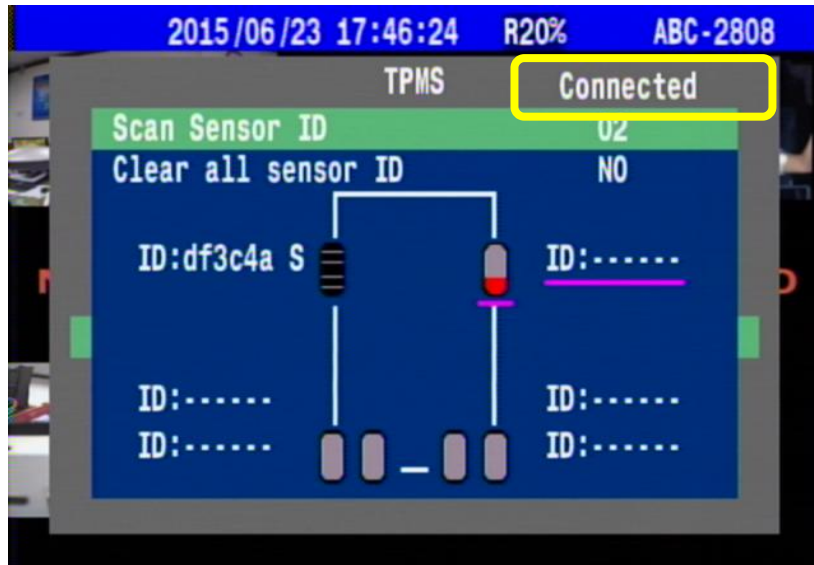 2015/06/23 17:46:24 R20% ABC-2808
TPMS Connected
Scan Sensor ID 02
Clear all sensor ID NO
ID:df3c4a S ID:------
ID:------ ID:------
ID:------ ID:------